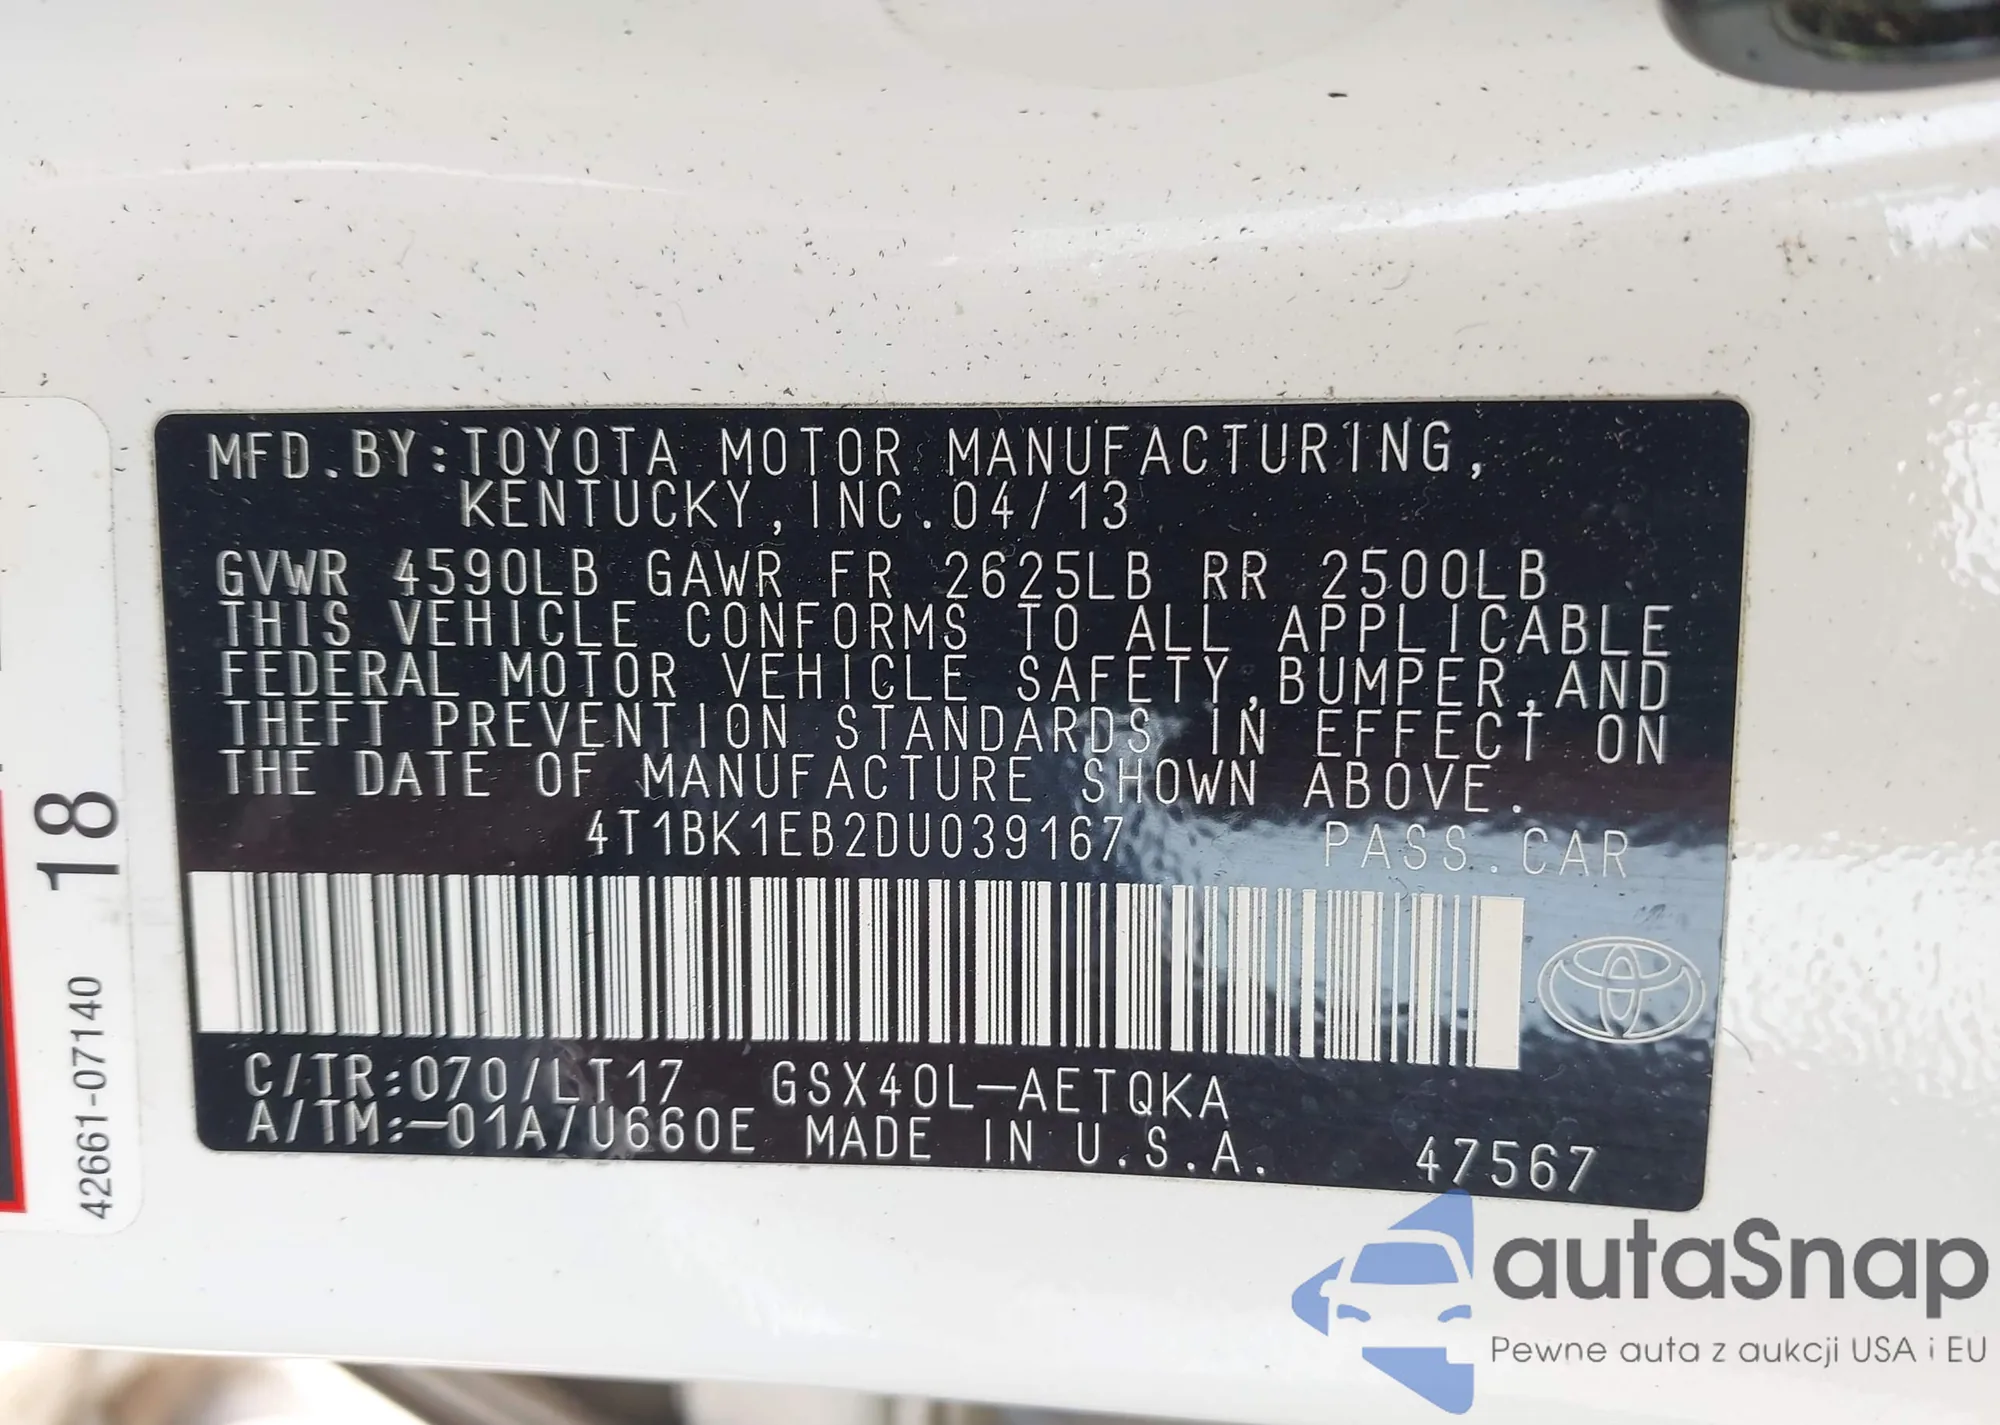 MFD.BY:TOYOTA MOTOR MANUFACTURING,
KENTUCKY,INC.04/13
GVWR 4590LB GAWR FR 2625LB RR 2500LB
THIS VEHICLE CONFORMS TO ALL APPLICABLE
FEDERAL MOTOR VEHICLE SAFETY,BUMPER,AND
THEFT PREVENTION STANDARDS IN EFFECT ON
THE DATE OF MANUFACTURE SHOWN ABOVE.
4T1BK1EB2DU039167 PASS.CAR
C/TR:070/LT17 GSX40L-AETQKA
A/TM:-01A/U660E MADE IN U.S.A. 47567
18
42661-07140
autaSnap
Pewne auta z aukcji USA i EU